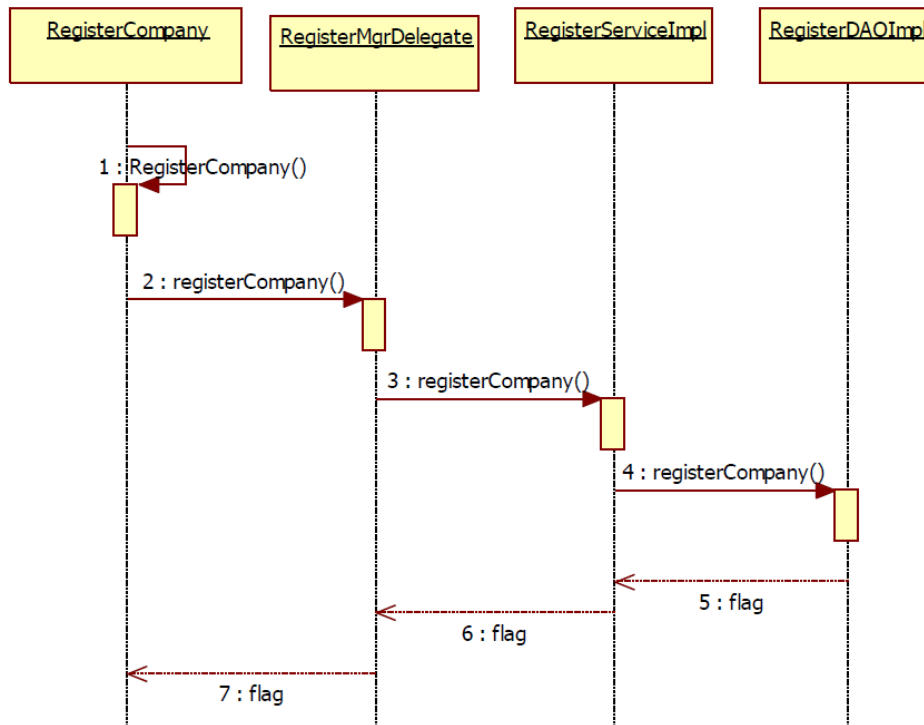 RegisterCompany
RegisterMgrDelegate
RegisterServiceImpl
RegisterDAOImpl
1 : RegisterCompany()
2 : registerCompany()
3 : registerCompany()
4 : registerCompany()
5 : flag
6 : flag
7 : flag